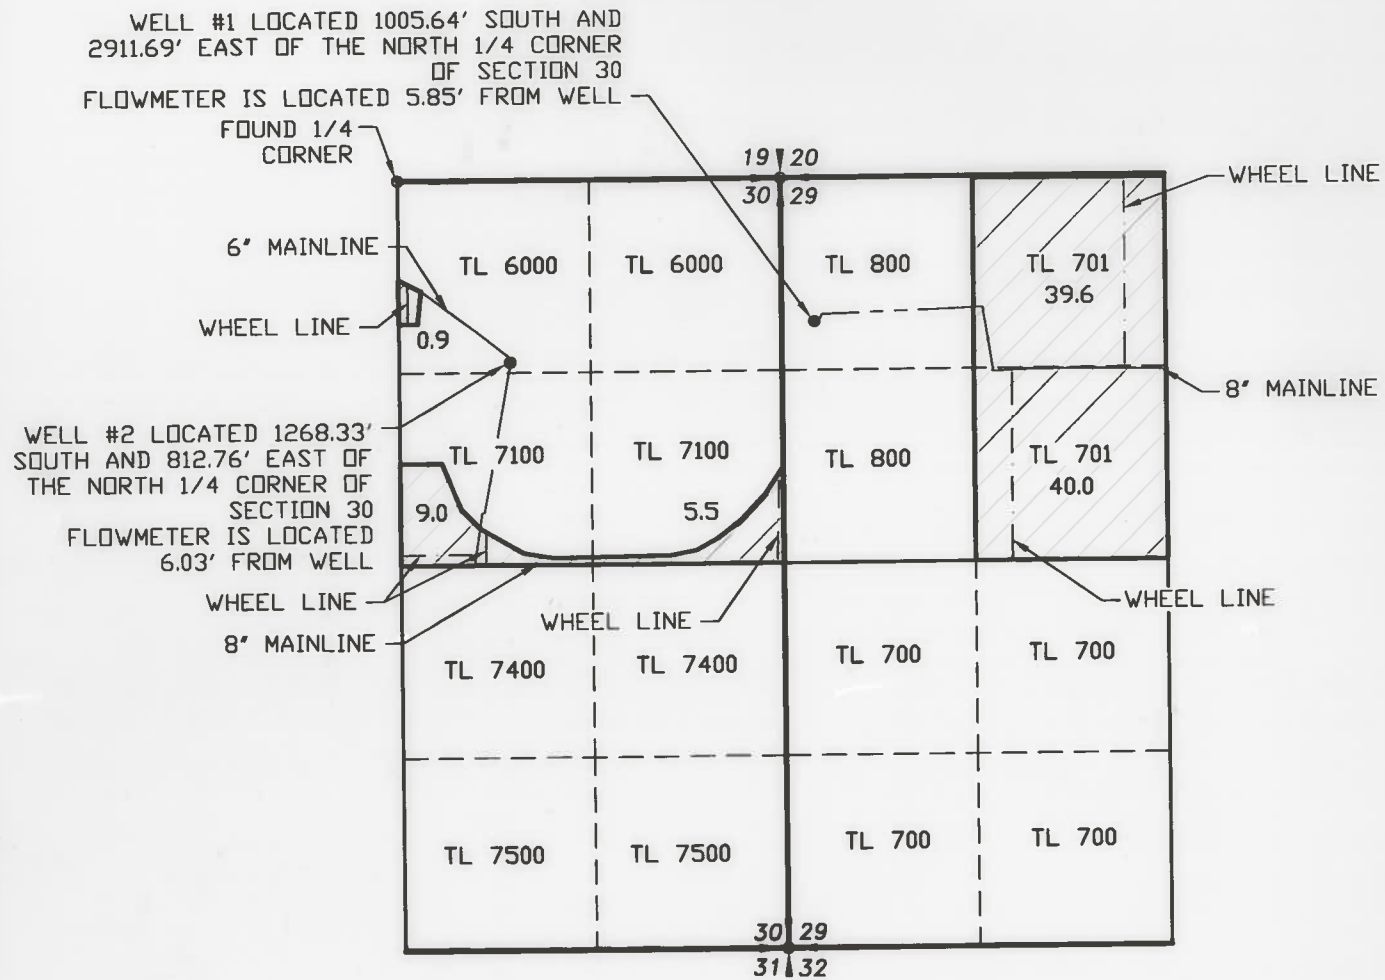 WELL #1 LOCATED 1005.64' SOUTH AND
2911.69' EAST OF THE NORTH 1/4 CORNER
OF SECTION 30
FLOWMETER IS LOCATED 5.85' FROM WELL
FOUND 1/4
CORNER
19 20
30 29
WHEEL LINE
6" MAINLINE
TL 6000
TL 6000
TL 800
TL 701
39.6
WHEEL LINE
0.9
8" MAINLINE
WELL #2 LOCATED 1268.33'
SOUTH AND 812.76' EAST OF
THE NORTH 1/4 CORNER OF
SECTION 30
FLOWMETER IS LOCATED
6.03' FROM WELL
TL 7100
TL 7100
TL 800
TL 701
40.0
9.0
5.5
WHEEL LINE
WHEEL LINE
WHEEL LINE
8" MAINLINE
TL 7400
TL 7400
TL 700
TL 700
TL 7500
TL 7500
TL 700
TL 700
30 29
31 32